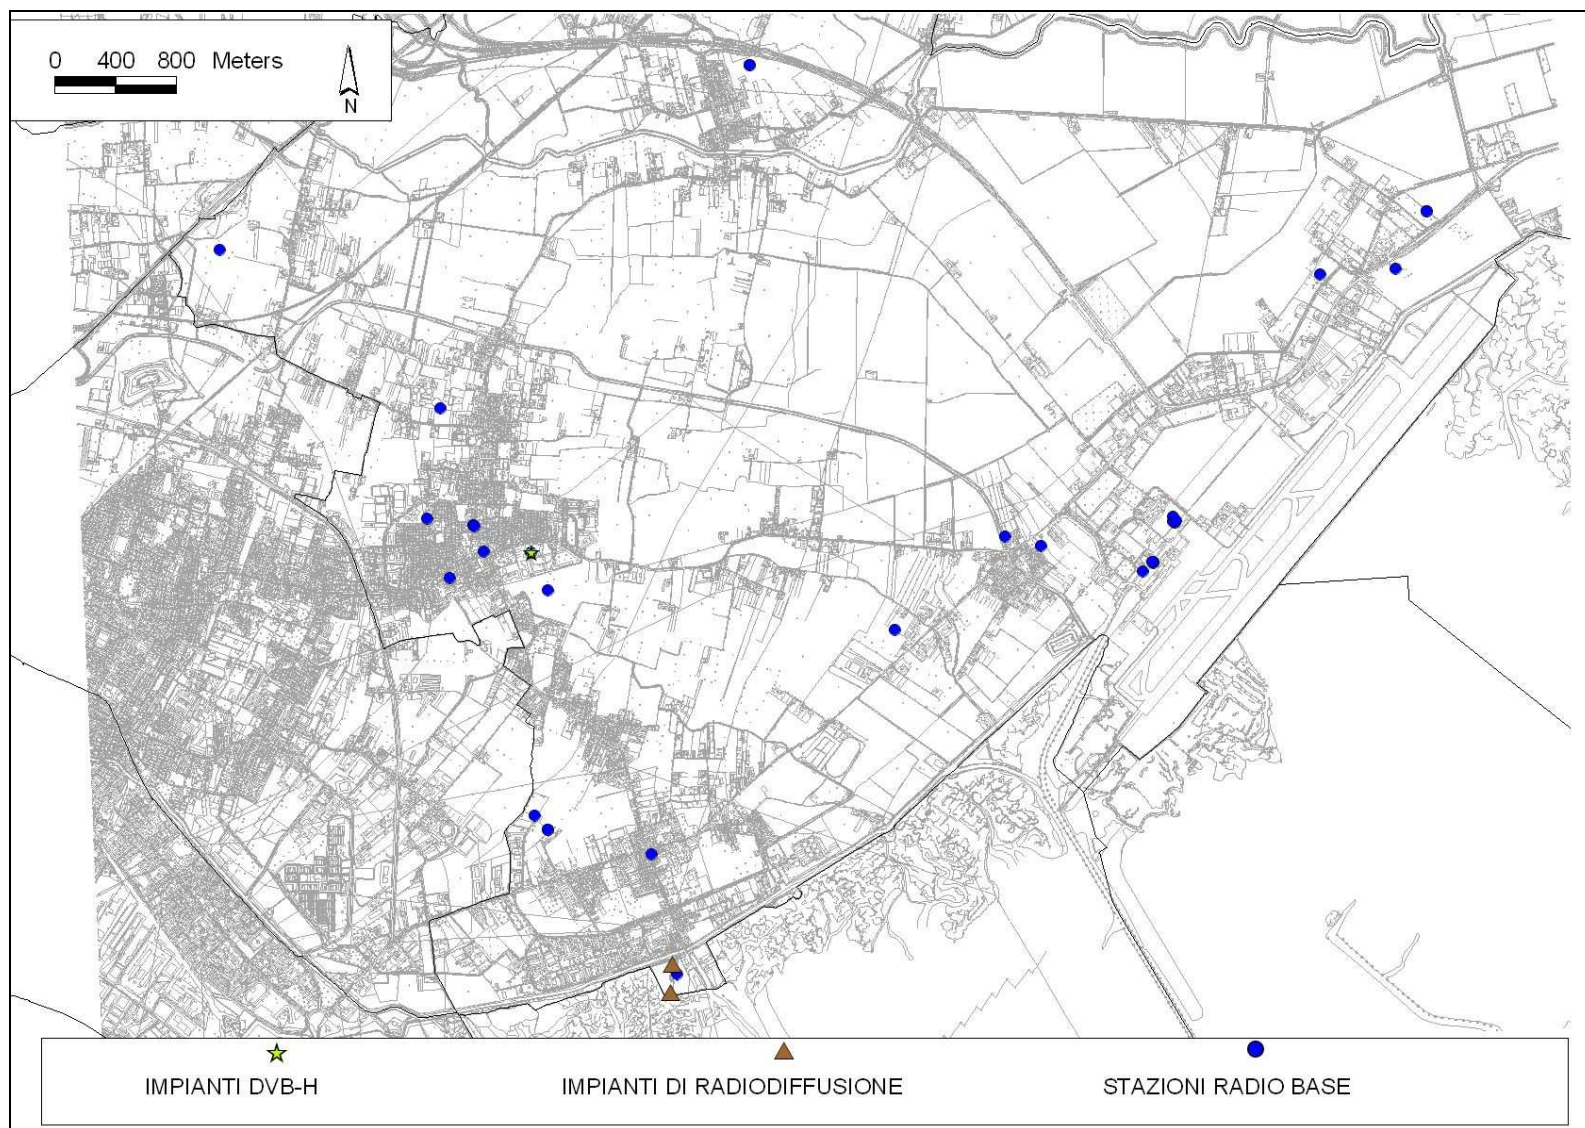 0 400 800 Meters
N
IMPIANTI DVB-H IMPIANTI DI RADIODIFFUSIONE STAZIONI RADIO BASE